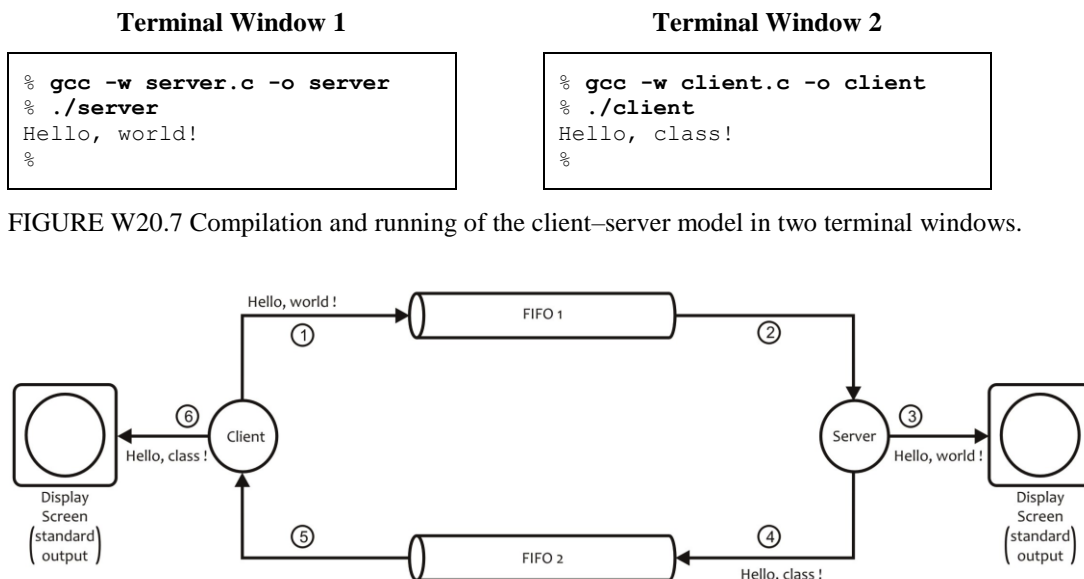 Terminal Window 1
Terminal Window 2
% gcc -w server.c -o server
% ./server
Hello, world!
%
% gcc -w client.c -o client
% ./client
Hello, class!
%
FIGURE W20.7 Compilation and running of the client–server model in two terminal windows.
Hello, world !
1
FIFO 1
2
6
Client
Hello, class !
Server
3
Hello, world !
Display
Screen
(standard
output)
Display
Screen
(standard
output)
5
FIFO 2
4
Hello, class !